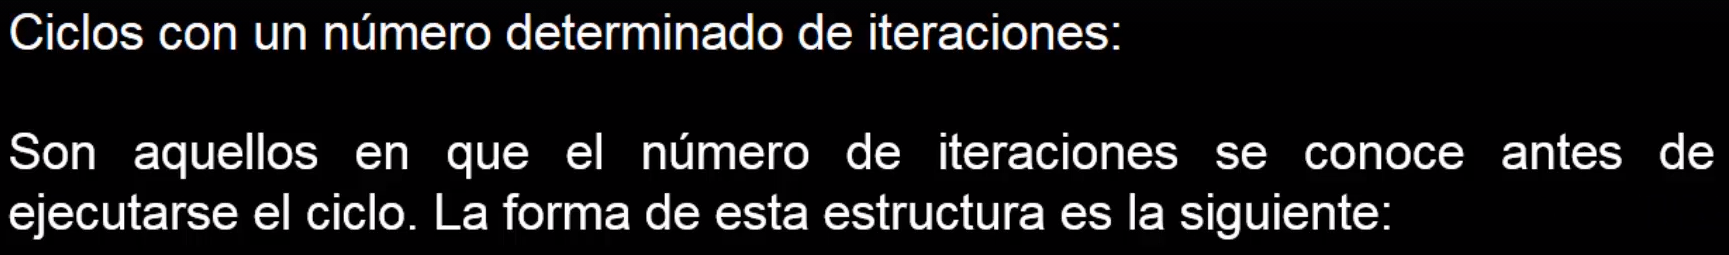 Ciclos con un número determinado de iteraciones:
Son aquellos en que el número de iteraciones se conoce antes de
ejecutarse el ciclo. La forma de esta estructura es la siguiente: